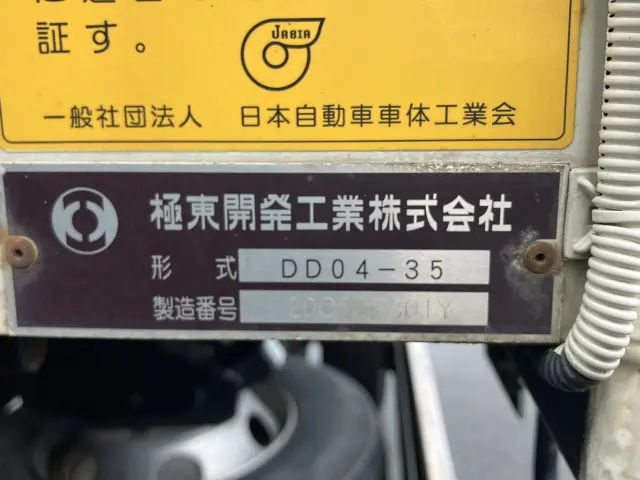 証す。
JABIA
一般社団法人 日本自動車車体工業会
極東開発工業株式会社
形式 DD04-35
製造番号